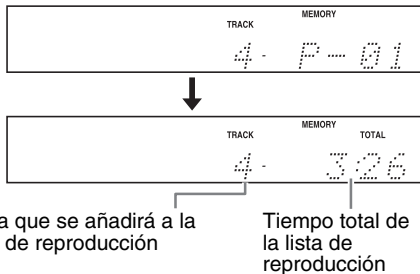 MEMORY
TRACK
4- P-01
MEMORY
TRACK TOTAL
4- 3:26
a que se añadirá a la
de reproducción
Tiempo total de
la lista de
reproducción